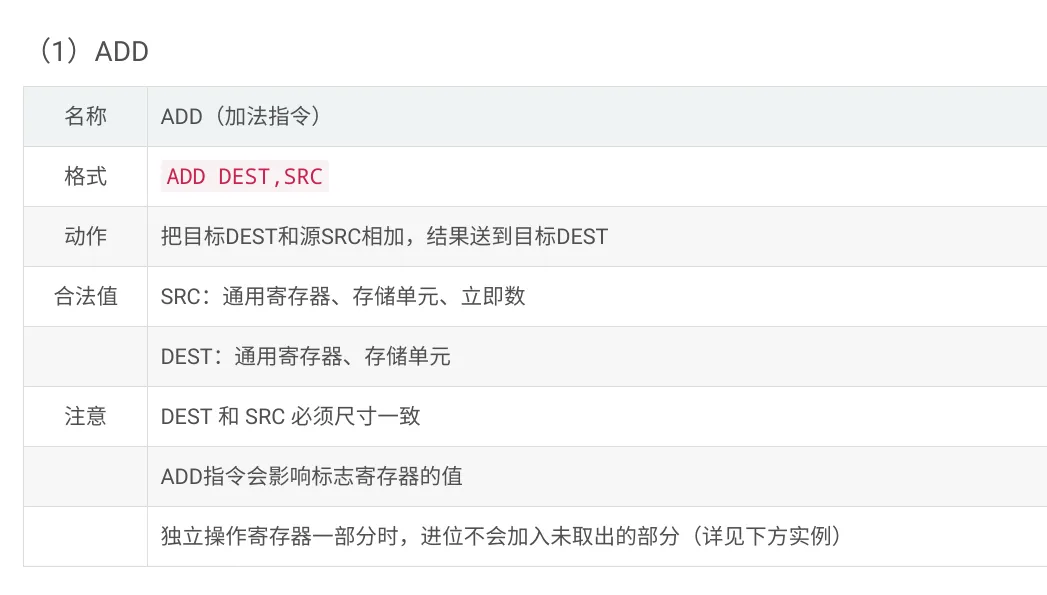 （1）ADD
名称 ADD（加法指令）
格式 ADD DEST,SRC
动作 把目标DEST和源SRC相加，结果送到目标DEST
合法值 SRC：通用寄存器、存储单元、立即数
DEST：通用寄存器、存储单元
注意 DEST 和 SRC 必须尺寸一致
ADD指令会影响标志寄存器的值
独立操作寄存器一部分时，进位不会加入未取出的部分（详见下方实例）